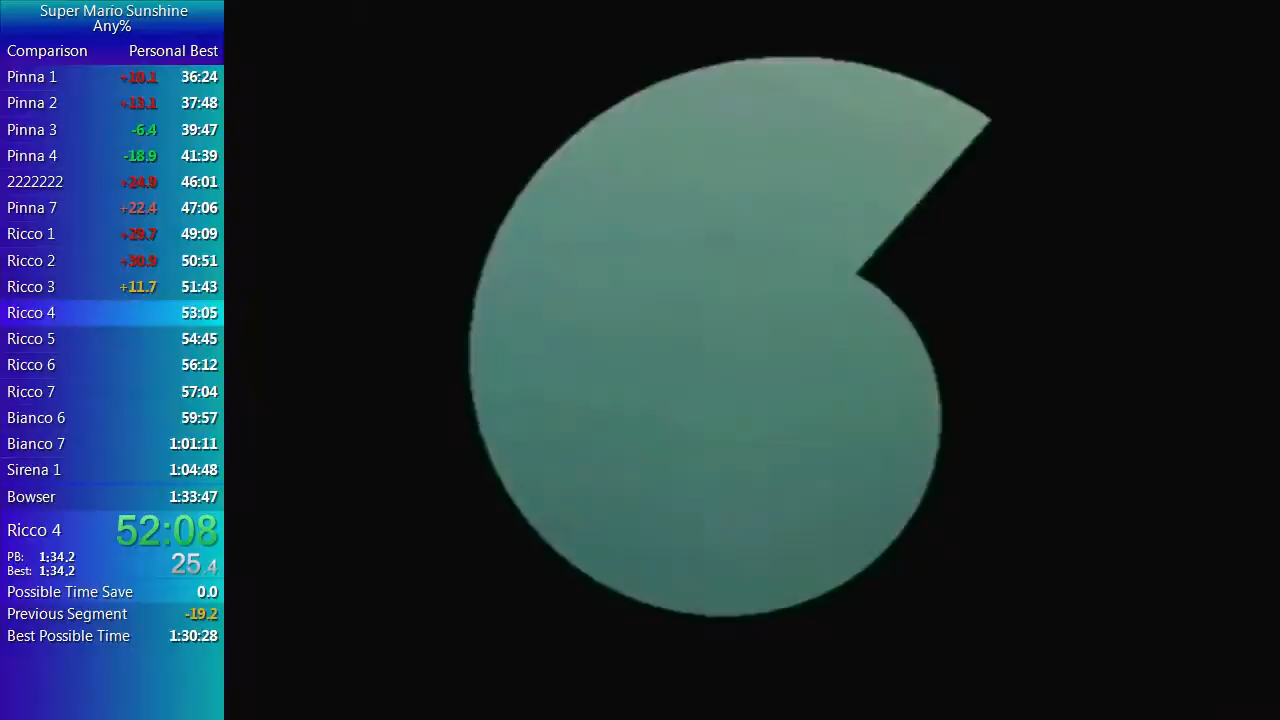 Super Mario Sunshine
Any%
Comparison Personal Best
Pinna 1 +10.1 36:24
Pinna 2 +13.1 37:48
Pinna 3 -6.4 39:47
Pinna 4 -18.9 41:39
2222222 +24.9 46:01
Pinna 7 +22.4 47:06
Ricco 1 +29.7 49:09
Ricco 2 +30.9 50:51
Ricco 3 +11.7 51:43
Ricco 4 53:05
Ricco 5 54:45
Ricco 6 56:12
Ricco 7 57:04
Bianco 6 59:57
Bianco 7 1:01:11
Sirena 1 1:04:48
Bowser 1:33:47
Ricco 4 52:08
PB: 1:34.2 25.4
Best: 1:34.2
Possible Time Save 0.0
Previous Segment -19.2
Best Possible Time 1:30:28